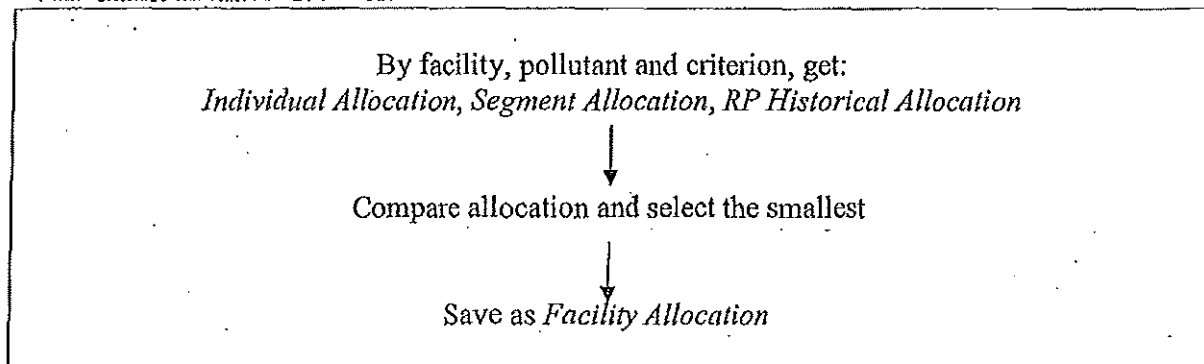 By facility, pollutant and criterion, get:
Individual Allocation, Segment Allocation, RP Historical Allocation
Compare allocation and select the smallest
Save as Facility Allocation